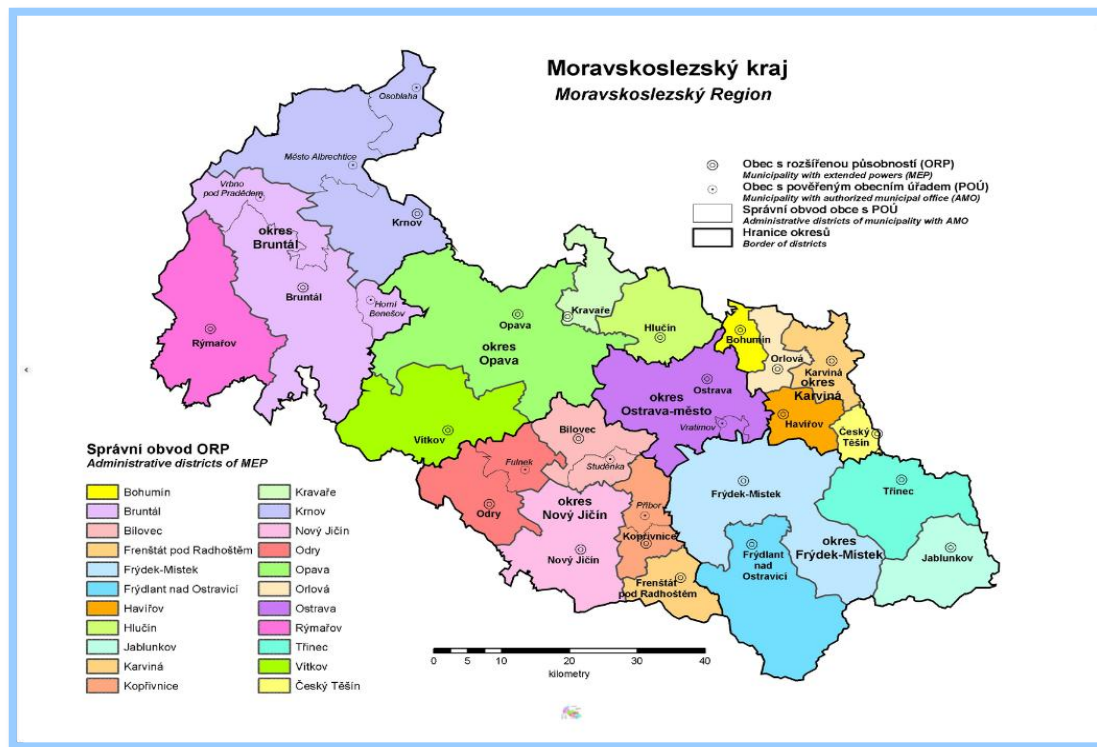 Moravskoslezský kraj
Moravskoslezský Region
Obec s rozšířenou působností (ORP)
Municipality with extended powers (MEP)
Obec s pověřeným obecním úřadem (POÚ)
Municipality with authorized municipal office (AMO)
Správní obvod obce s POÚ
Administrative districts of municipality with AMO
Hranice okresů
Border of districts
Osoblaha
Město Albrechtice
Vrbno
pod Pradědem
Krnov
okres
Bruntál
Bruntál
Horní
Benešov
Rýmařov
Opava
Kravaře
Hlučín
okres
Opava
Bohumín
Orlová
Karviná
okres
Karviná
Ostrava
okres
Ostrava-město
Vratimov
Havířov
Český
Těšín
Vítkov
Bílovec
Studénka
Fulnek
Odry
okres
Nový Jičín
Příbor
Kopřivnice
Nový Jičín
Frenštát
pod Radhoštěm
Frýdek-Místek
Třinec
okres
Frýdek-Místek
Frýdlant
nad
Ostravicí
Jablunkov
Správní obvod ORP
Administrative districts of MEP
Bohumín
Bruntál
Bílovec
Frenštát pod Radhoštěm
Frýdek-Místek
Frýdlant nad Ostravicí
Havířov
Hlučín
Jablunkov
Karviná
Kopřivnice
Kravaře
Krnov
Nový Jičín
Odry
Opava
Orlová
Ostrava
Rýmařov
Třinec
Vítkov
Český Těšín
0 5 10 20 30 40
kilometry